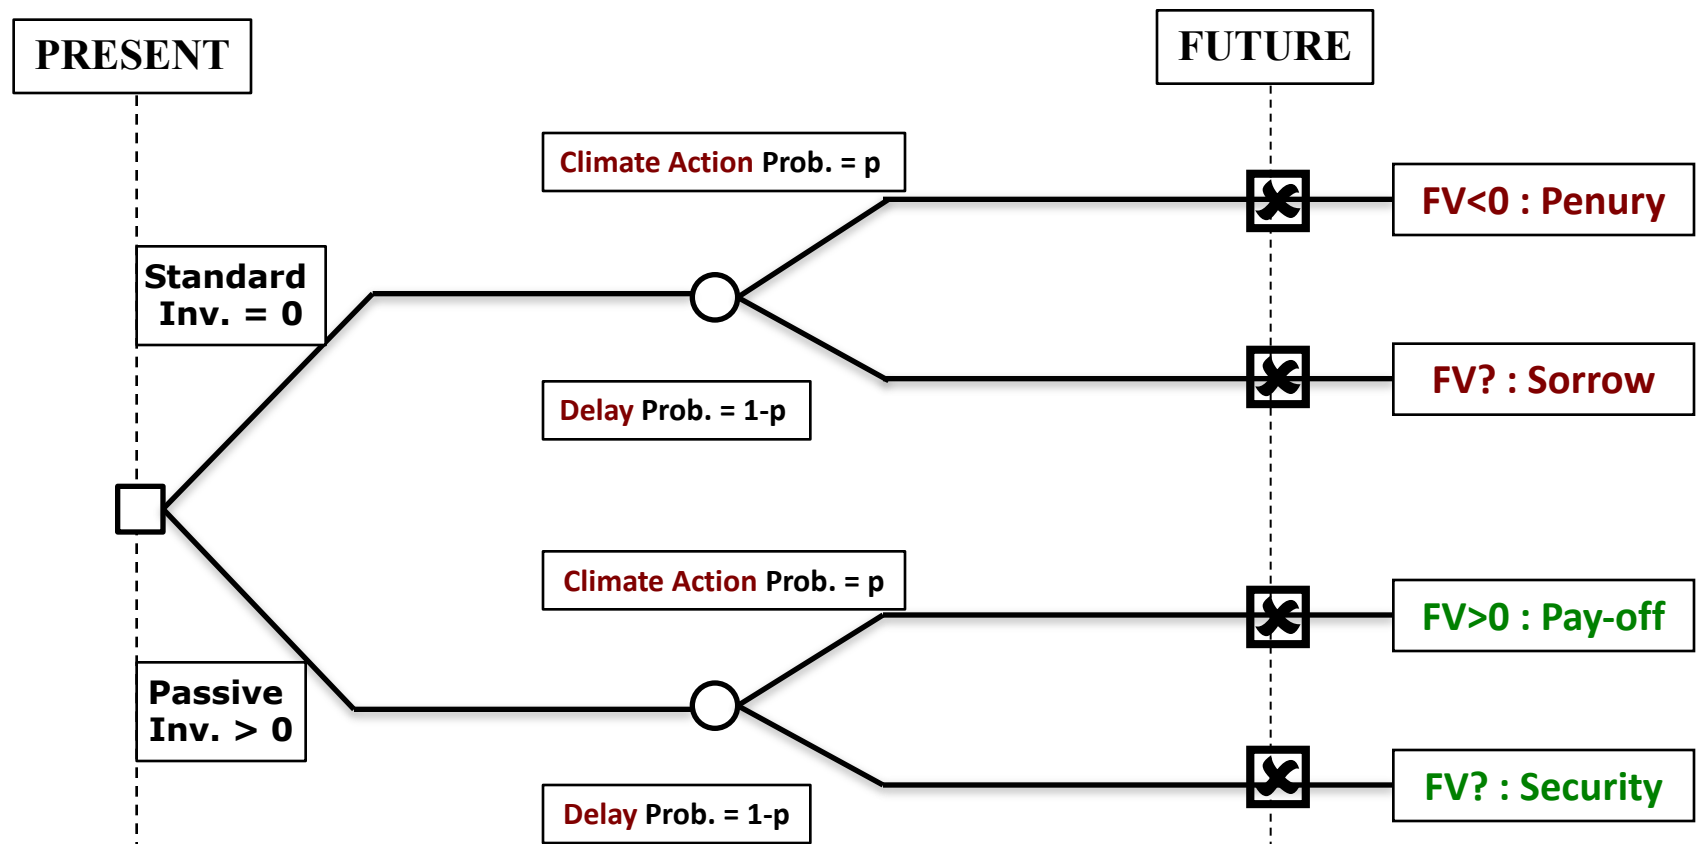 PRESENT
FUTURE
Climate Action Prob. = p
FV<0 : Penury
Standard
Inv. = 0
FV? : Sorrow
Delay Prob. = 1-p
Climate Action Prob. = p
FV>0 : Pay-off
Passive
Inv. > 0
FV? : Security
Delay Prob. = 1-p